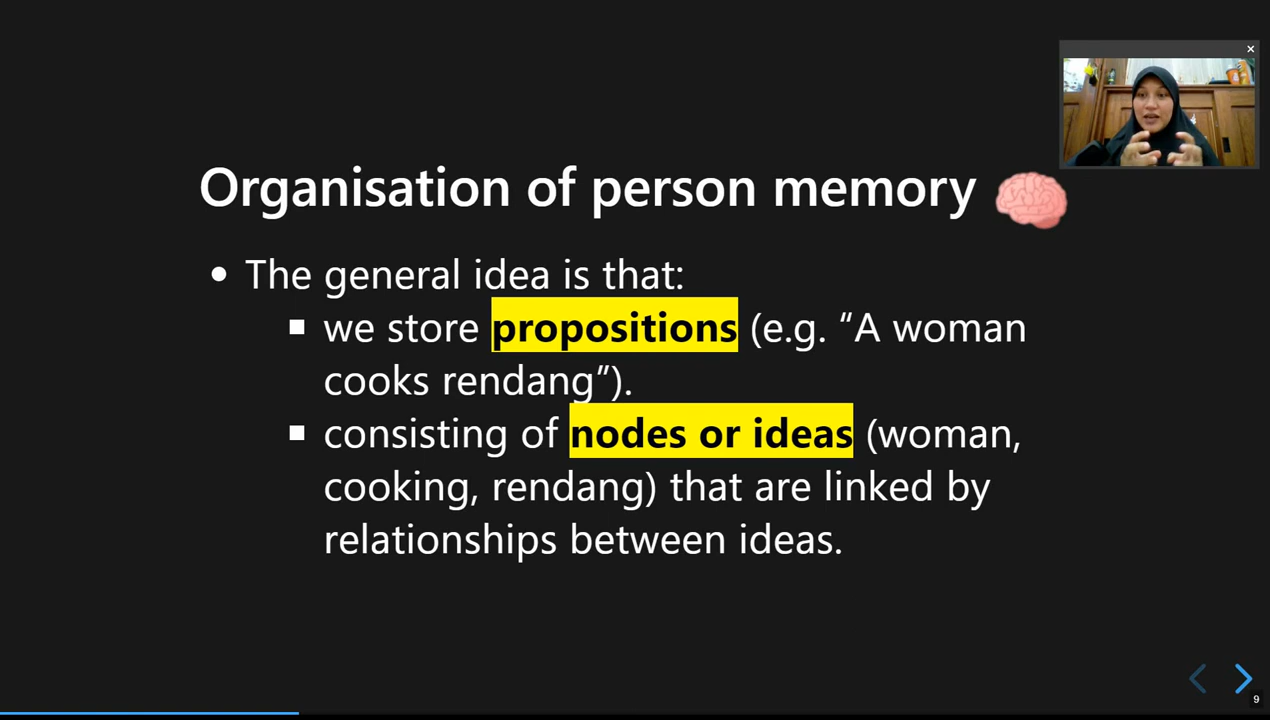 Organisation of person memory
The general idea is that:
we store propositions (e.g. “A woman
cooks rendang”).
consisting of nodes or ideas (woman,
cooking, rendang) that are linked by
relationships between ideas.
9